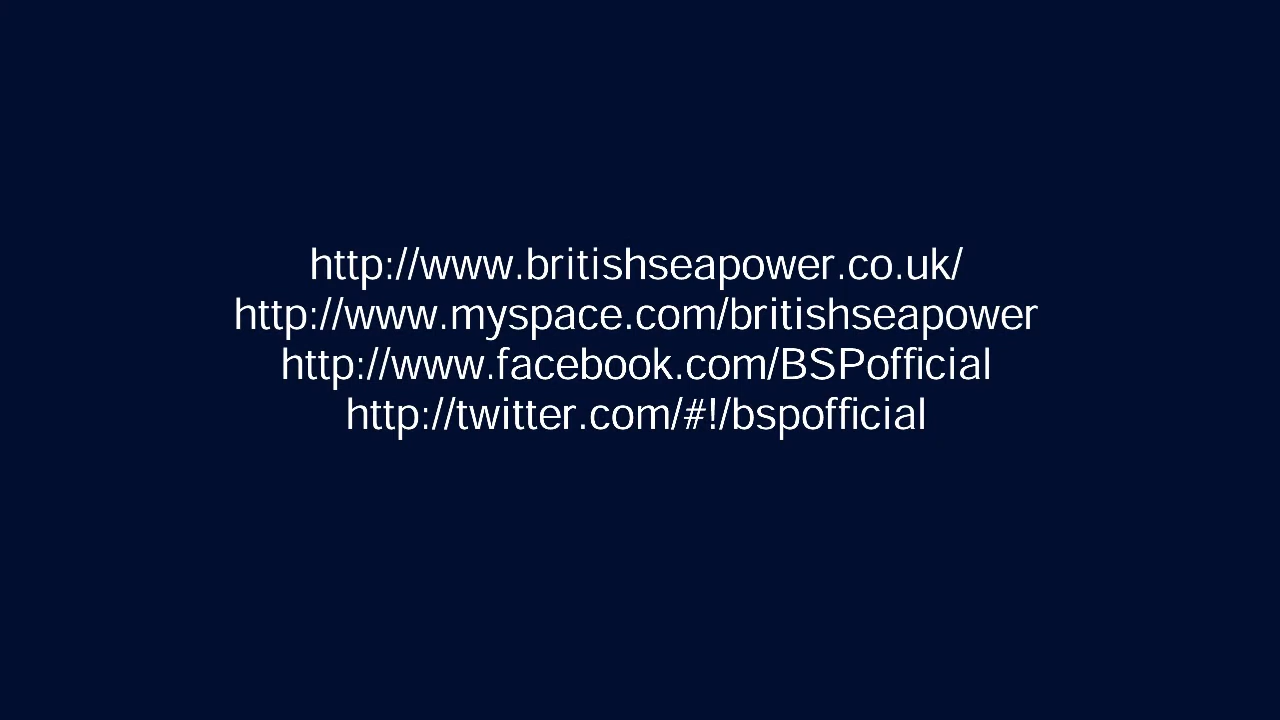 http://www.britishseapower.co.uk/
http://www.myspace.com/britishseapower
http://www.facebook.com/BSPofficial
http://twitter.com/#!/bspofficial